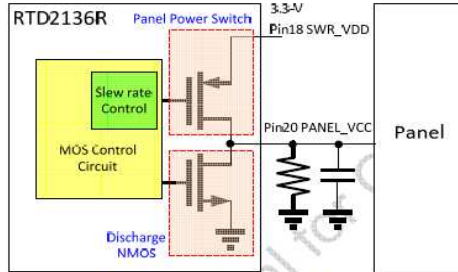 RTD2136R
Panel Power Switch
3.3-V
Pin18 SWR_VDD
Slew rate
Control
MOS Control
Circuit
Pin20 PANEL_VCC
Panel
Discharge
NMOS